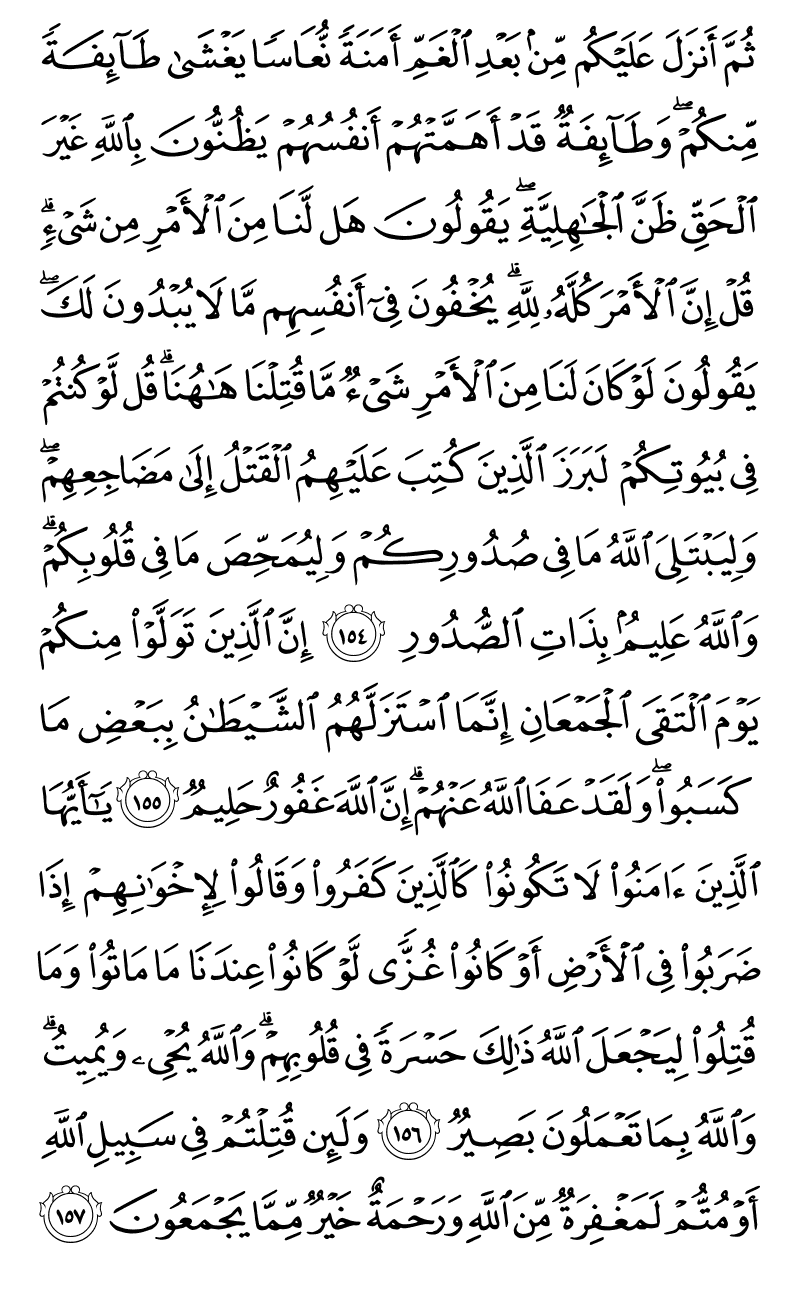 ثُمَّ أَنزَلَ عَلَيۡكُم مِّنۢ بَعۡدِ ٱلۡغَمِّ أَمَنَةٗ نُّعَاسٗا يَغۡشَىٰ طَآئِفَةٗ
مِّنكُمۡۖ وَطَآئِفَةٞ قَدۡ أَهَمَّتۡهُمۡ أَنفُسُهُمۡ يَظُنُّونَ بِٱللَّهِ غَيۡرَ
ٱلۡحَقِّ ظَنَّ ٱلۡجَٰهِلِيَّةِۖ يَقُولُونَ هَل لَّنَا مِنَ ٱلۡأَمۡرِ مِن شَيۡءٖۗ
قُلۡ إِنَّ ٱلۡأَمۡرَ كُلَّهُۥ لِلَّهِۗ يُخۡفُونَ فِيٓ أَنفُسِهِم مَّا لَا يُبۡدُونَ لَكَۖ
يَقُولُونَ لَوۡ كَانَ لَنَا مِنَ ٱلۡأَمۡرِ شَيۡءٞ مَّا قُتِلۡنَا هَٰهُنَاۗ قُل لَّوۡ كُنتُمۡ
فِي بُيُوتِكُمۡ لَبَرَزَ ٱلَّذِينَ كُتِبَ عَلَيۡهِمُ ٱلۡقَتۡلُ إِلَىٰ مَضَاجِعِهِمۡۖ
وَلِيَبۡتَلِيَ ٱللَّهُ مَا فِي صُدُورِكُمۡ وَلِيُمَحِّصَ مَا فِي قُلُوبِكُمۡۗ
وَٱللَّهُ عَلِيمُۢ بِذَاتِ ٱلصُّدُورِ ١٥٤ إِنَّ ٱلَّذِينَ تَوَلَّوۡاْ مِنكُمۡ
يَوۡمَ ٱلۡتَقَى ٱلۡجَمۡعَانِ إِنَّمَا ٱسۡتَزَلَّهُمُ ٱلشَّيۡطَٰنُ بِبَعۡضِ مَا
كَسَبُواْۖ وَلَقَدۡ عَفَا ٱللَّهُ عَنۡهُمۡۗ إِنَّ ٱللَّهَ غَفُورٌ حَلِيمٞ ١٥٥ يَٰٓأَيُّهَا
ٱلَّذِينَ ءَامَنُواْ لَا تَكُونُواْ كَٱلَّذِينَ كَفَرُواْ وَقَالُواْ لِإِخۡوَٰنِهِمۡ إِذَا
ضَرَبُواْ فِي ٱلۡأَرۡضِ أَوۡ كَانُواْ غُزّٗى لَّوۡ كَانُواْ عِندَنَا مَا مَاتُواْ وَمَا
قُتِلُواْ لِيَجۡعَلَ ٱللَّهُ ذَٰلِكَ حَسۡرَةٗ فِي قُلُوبِهِمۡۗ وَٱللَّهُ يُحۡيِۦ وَيُمِيتُۗ
وَٱللَّهُ بِمَا تَعۡمَلُونَ بَصِيرٞ ١٥٦ وَلَئِن قُتِلۡتُمۡ فِي سَبِيلِ ٱللَّهِ
أَوۡ مُتُّمۡ لَمَغۡفِرَةٞ مِّنَ ٱللَّهِ وَرَحۡمَةٌ خَيۡرٞ مِّمَّا يَجۡمَعُونَ ١٥٧